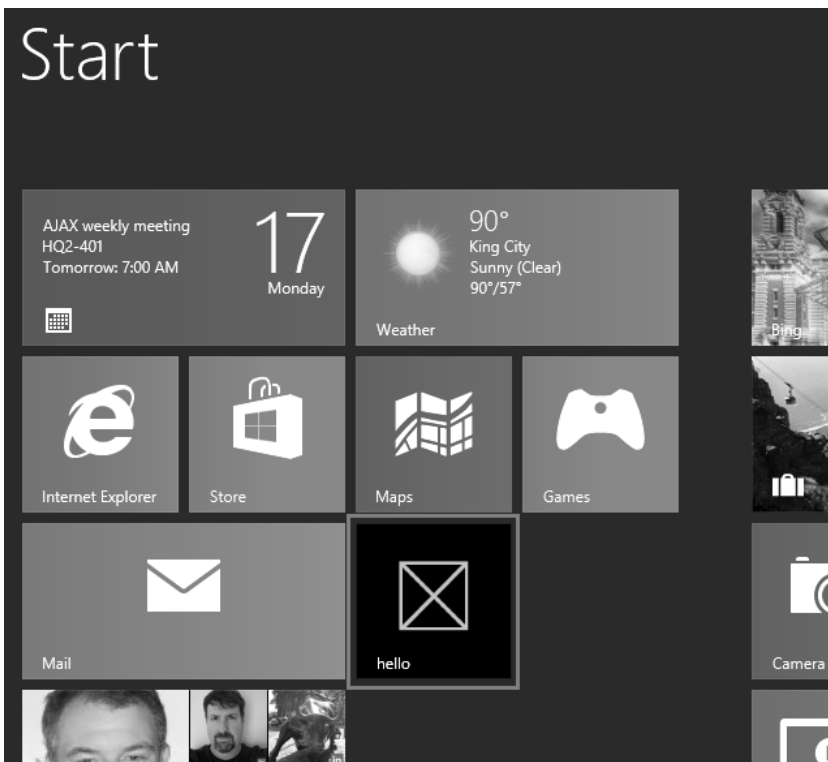 Start
AJAX weekly meeting
HQ2-401
Tomorrow: 7:00 AM
17
Monday
90°
King City
Sunny (Clear)
90°/57°
Weather
Bing
Internet Explorer
Store
Maps
Games
Mail
hello
Camera